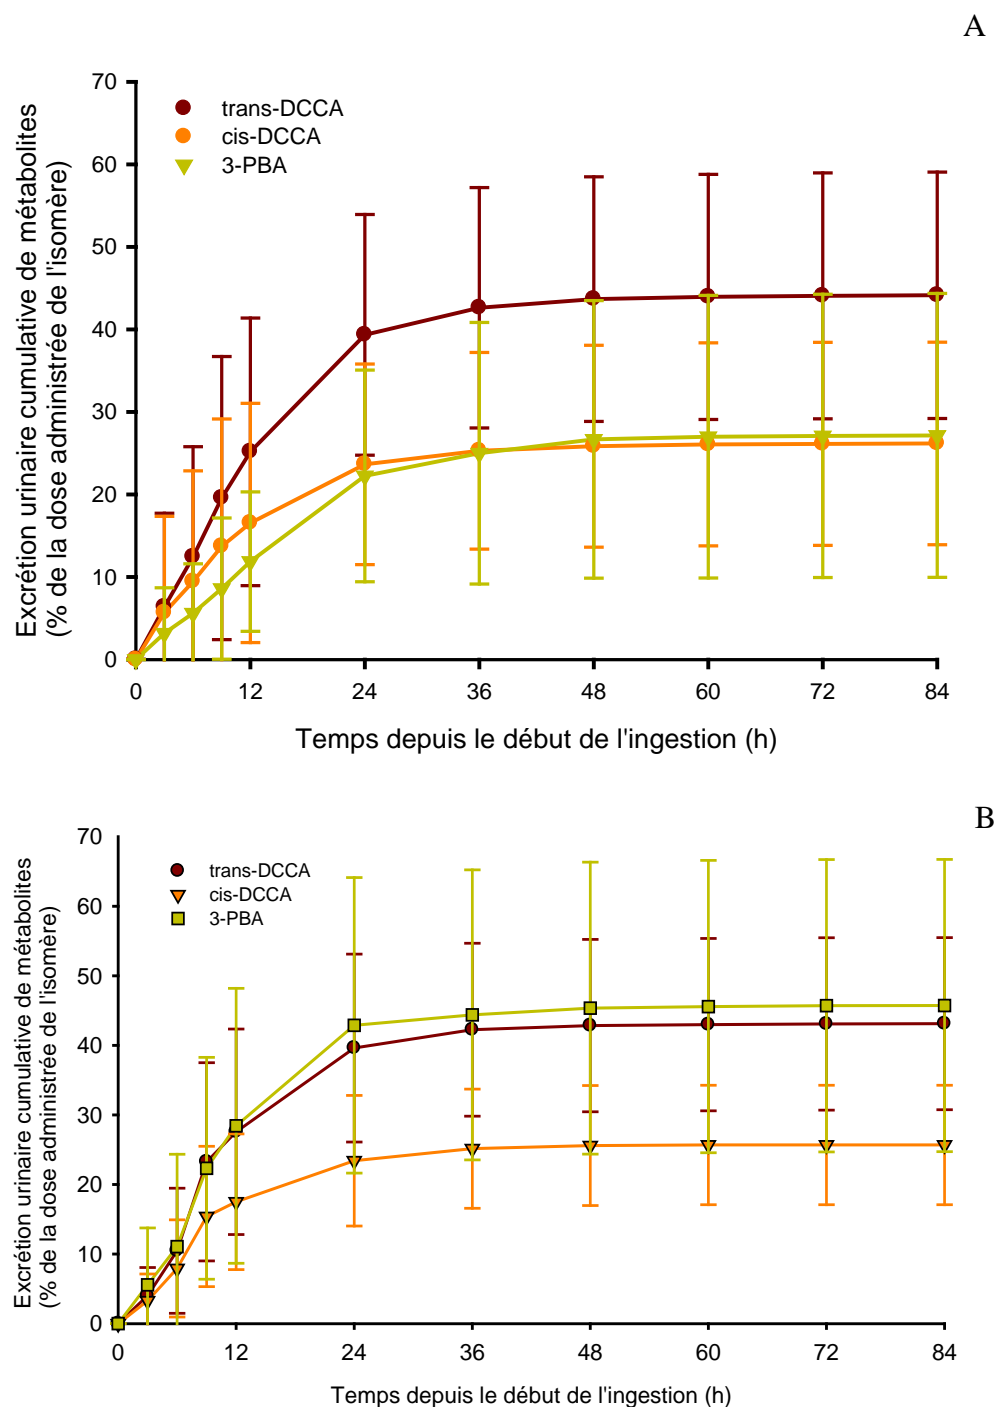 A
Excrétion urinaire cumulative de métabolites
(% de la dose administrée de l'isomère)
70
60
50
40
30
20
10
0
trans-DCCA
cis-DCCA
3-PBA
0 12 24 36 48 60 72 84
Temps depuis le début de l'ingestion (h)
B
Excrétion urinaire cumulative de métabolites
(% de la dose administrée de l'isomère)
70
60
50
40
30
20
10
0
trans-DCCA
cis-DCCA
3-PBA
0 12 24 36 48 60 72 84
Temps depuis le début de l'ingestion (h)